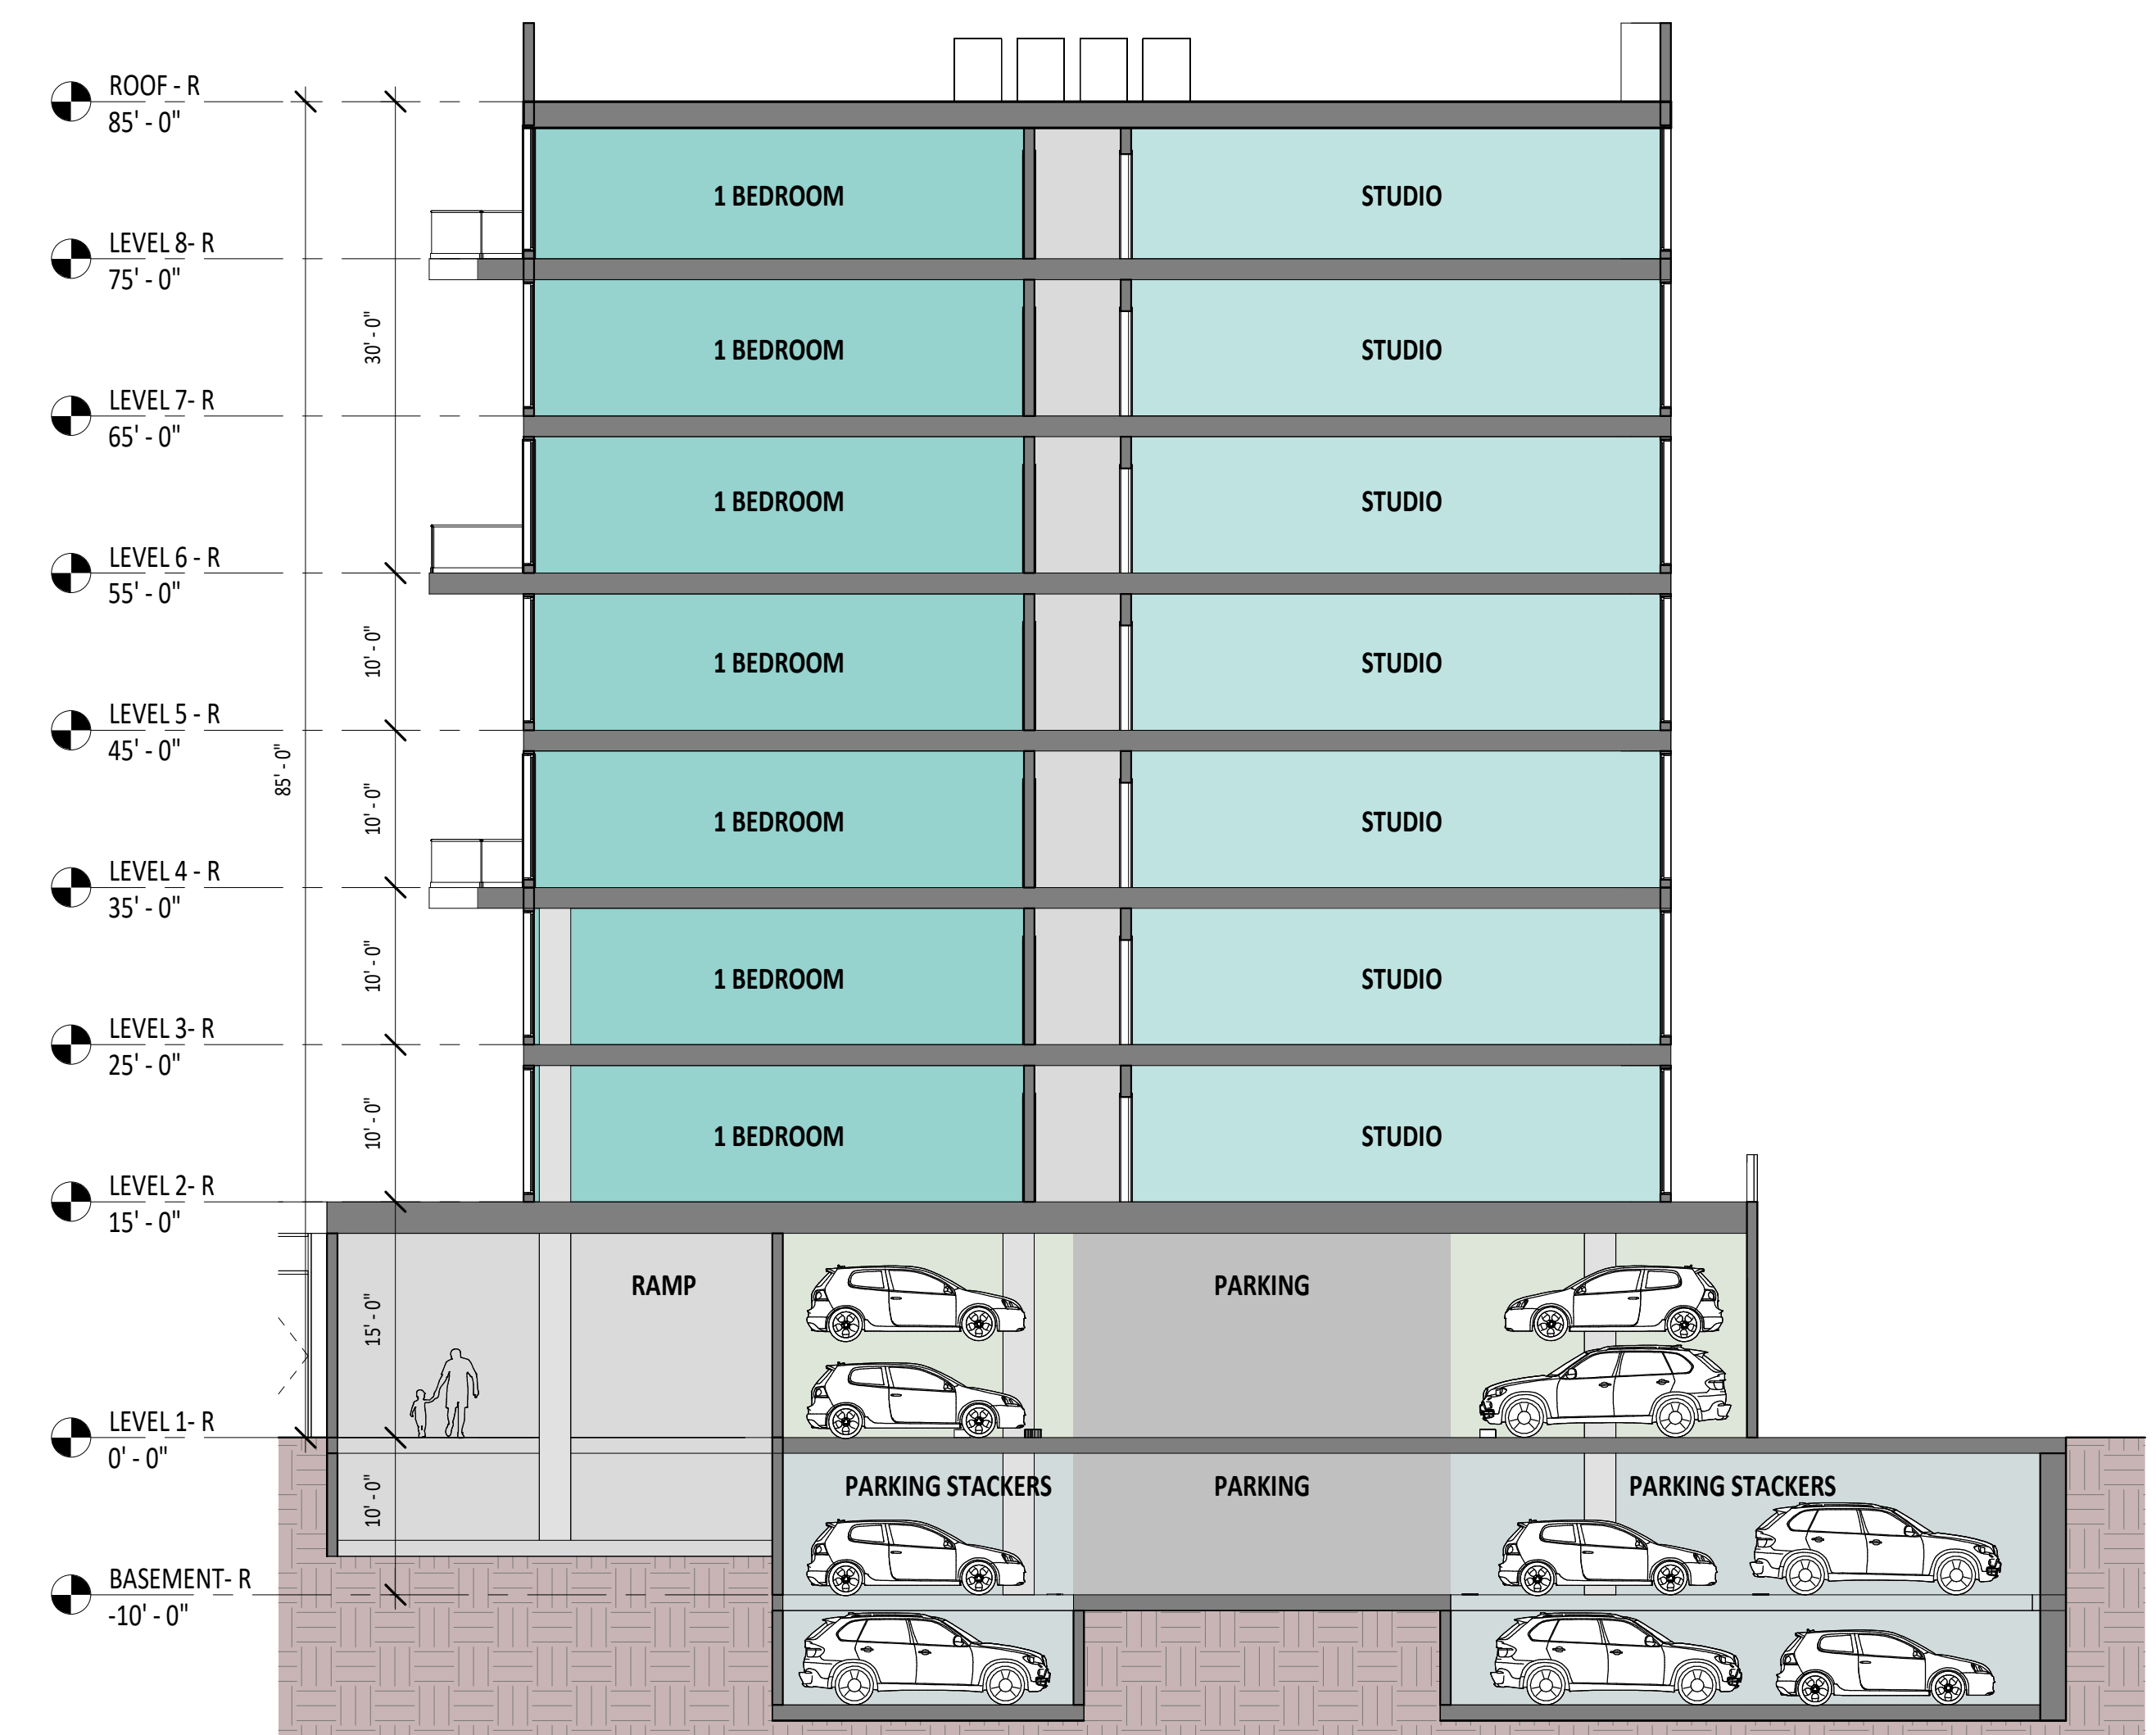 ROOF - R
85' - 0"
1 BEDROOM
STUDIO
LEVEL 8- R
75' - 0"
30' - 0"
1 BEDROOM
STUDIO
LEVEL 7- R
65' - 0"
1 BEDROOM
STUDIO
LEVEL 6 - R
55' - 0"
10' - 0"
1 BEDROOM
STUDIO
LEVEL 5 - R
45' - 0"
85' - 0"
10' - 0"
1 BEDROOM
STUDIO
LEVEL 4 - R
35' - 0"
10' - 0"
1 BEDROOM
STUDIO
LEVEL 3- R
25' - 0"
10' - 0"
1 BEDROOM
STUDIO
LEVEL 2- R
15' - 0"
RAMP
PARKING
15' - 0"
LEVEL 1- R
0' - 0"
10' - 0"
PARKING STACKERS
PARKING
PARKING STACKERS
BASEMENT- R
-10' - 0"